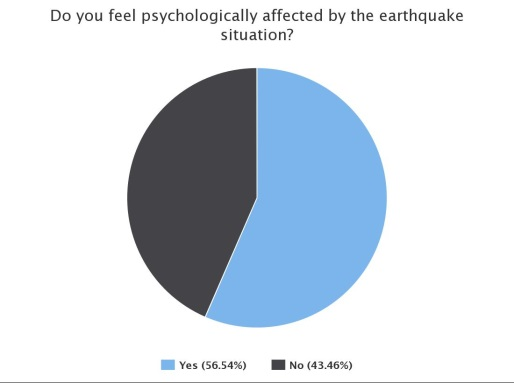 Do you feel psychologically affected by the earthquake
situation?
Yes (56.54%) No (43.46%)